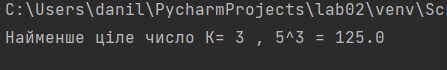 C:\Users\danil\PycharmProjects\lab02\venv\Sc
Найменше ціле число K= 3 , 5^3 = 125.0